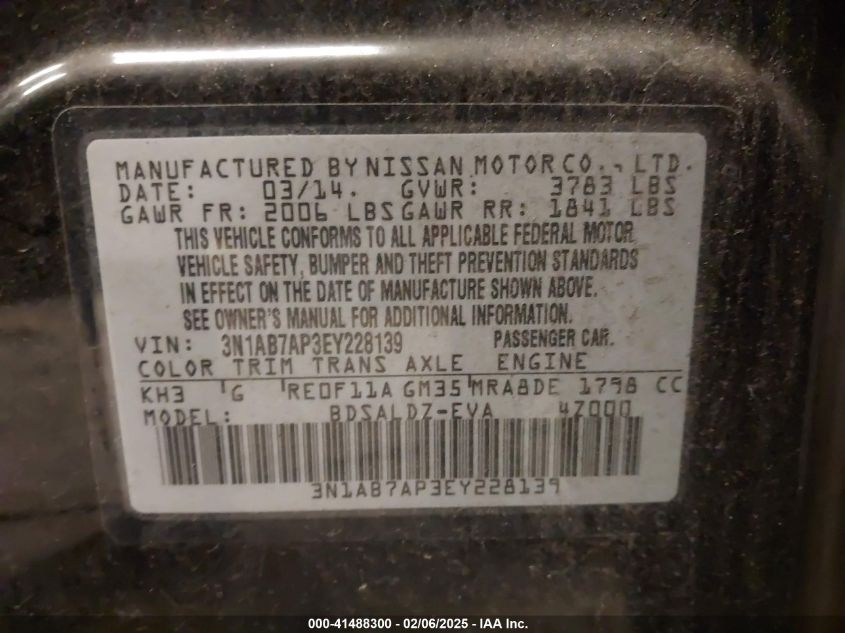 MANUFACTURED BY NISSAN MOTOR CO., LTD.
DATE: 03/14. GVWR: 3783 LBS
GAWR FR: 2006 LBS GAWR RR: 1841 LBS
THIS VEHICLE CONFORMS TO ALL APPLICABLE FEDERAL MOTOR
VEHICLE SAFETY, BUMPER AND THEFT PREVENTION STANDARDS
IN EFFECT ON THE DATE OF MANUFACTURE SHOWN ABOVE.
SEE OWNER'S MANUAL FOR ADDITIONAL INFORMATION.
VIN: 3N1AB7AP3EY228139 PASSENGER CAR.
COLOR TRIM TRANS AXLE ENGINE
KH3 G RE0F11A GM35 MRA8DE 1798 CC
MODEL: BDSALDZ-EVA 4Z000
3N1AB7AP3EY228139
000-41488300 - 02/06/2025 - IAA Inc.